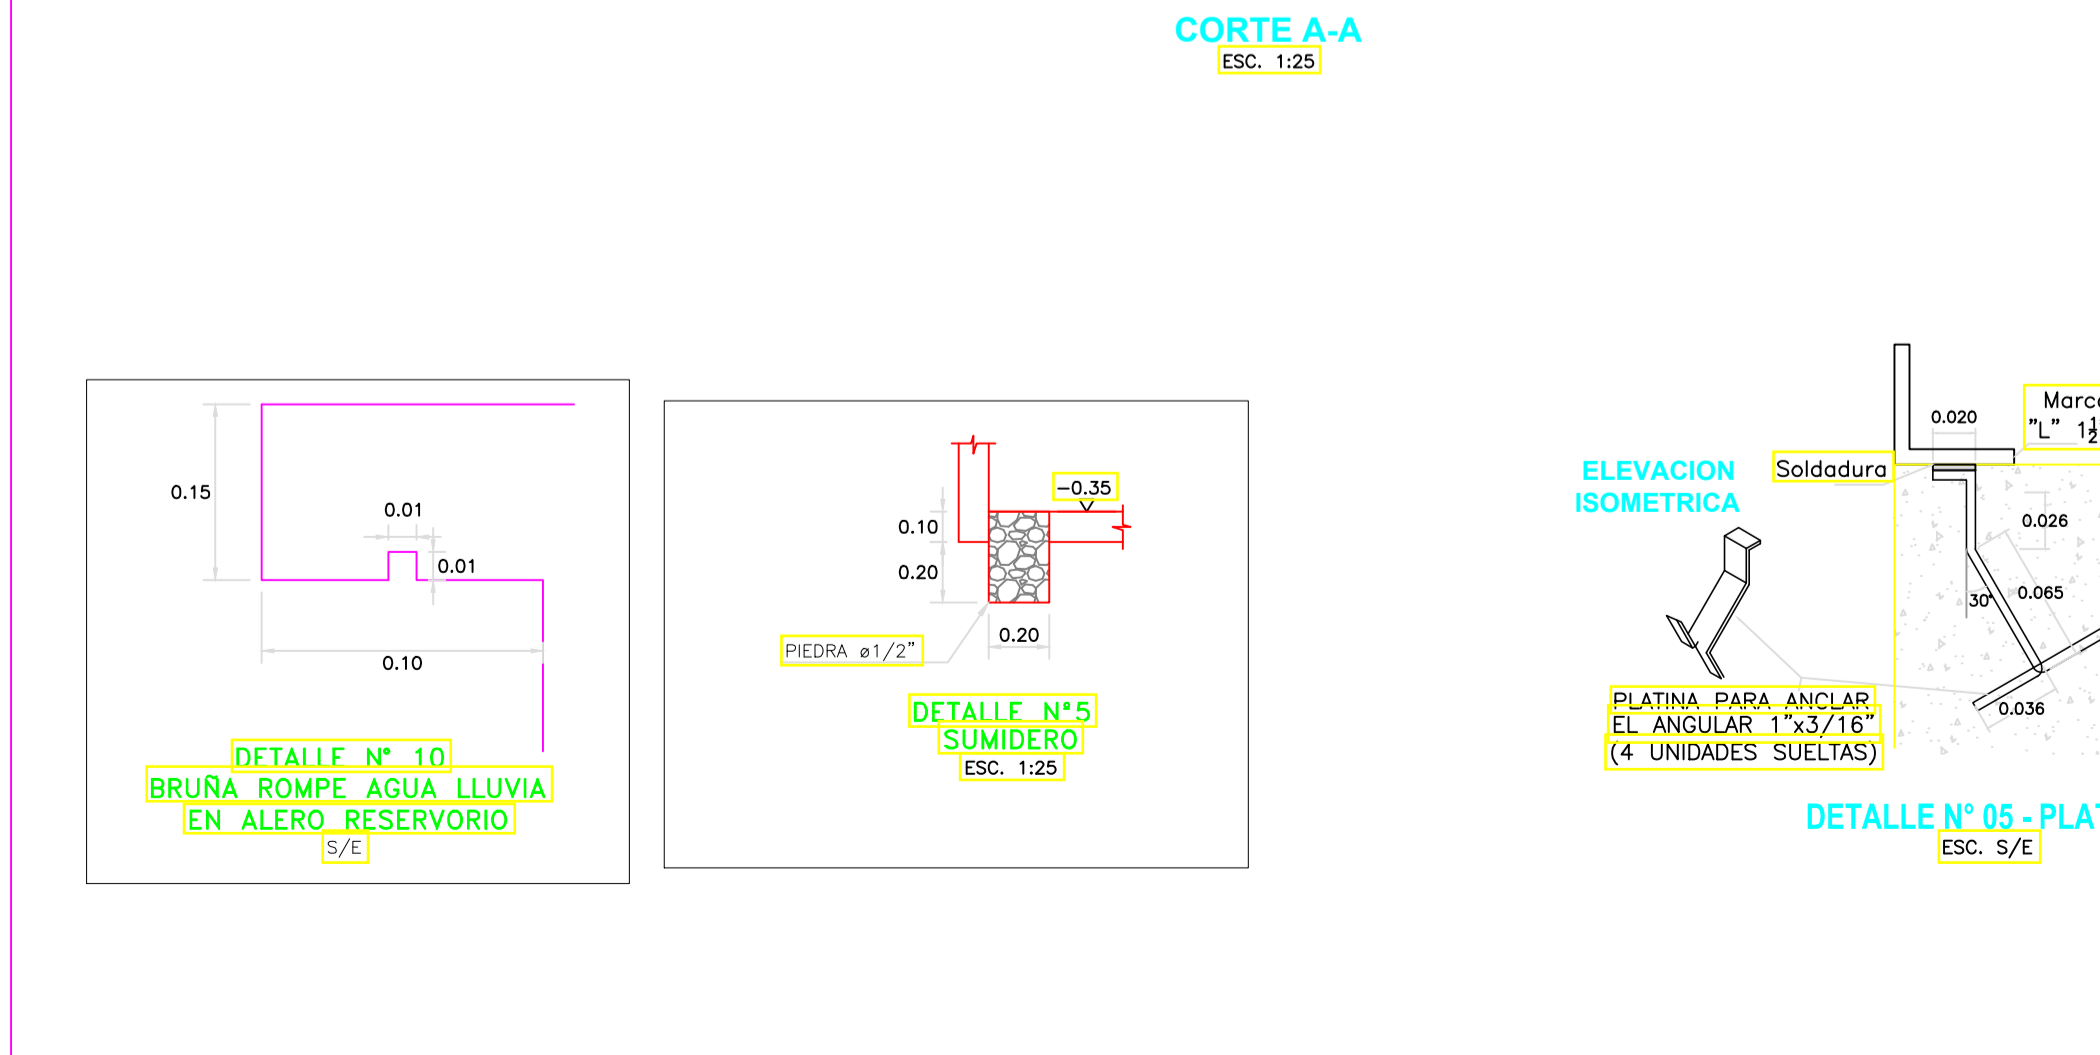 CORTE A-A
ESC. 1:25
0.15
0.01
0.01
0.10
DETALLE N° 10
BRUÑA ROMPE AGUA LLUVIA
EN ALERO RESERVORIO
S/E
-0.35
0.10
0.20
0.20
PIEDRA ø1/2"
DETALLE N°5
SUMIDERO
ESC. 1:25
ELEVACION
ISOMETRICA
Soldadura
0.020
"L" 1½
0.026
0.065
30°
0.036
PLATINA PARA ANCLAR
EL ANGULAR 1"x3/16"
(4 UNIDADES SUELTAS)
DETALLE N° 05 - PLAT
ESC. S/E